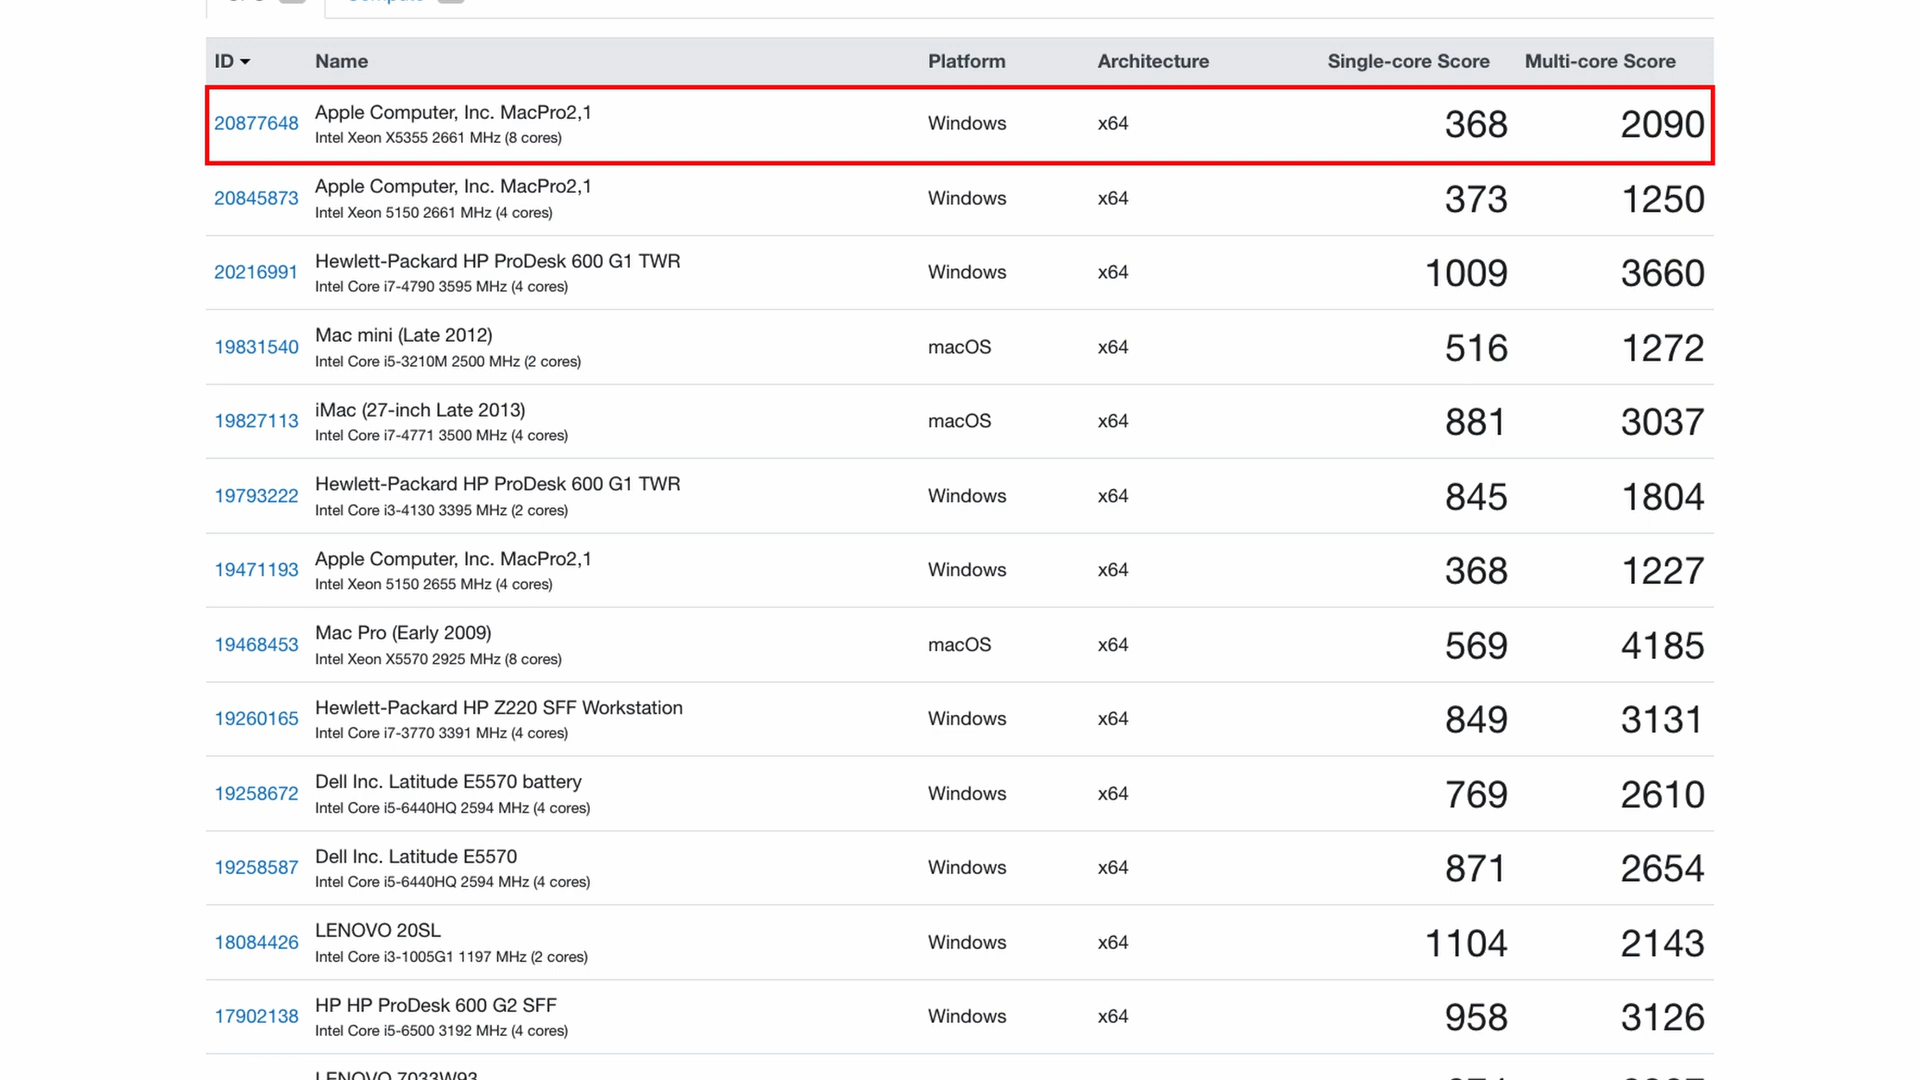 ID Name Platform Architecture Single-core Score Multi-core Score
20877648 Apple Computer, Inc. MacPro2,1 Windows x64 368 2090
Intel Xeon X5355 2661 MHz (8 cores)
20845873 Apple Computer, Inc. MacPro2,1 Windows x64 373 1250
Intel Xeon 5150 2661 MHz (4 cores)
20216991 Hewlett-Packard HP ProDesk 600 G1 TWR Windows x64 1009 3660
Intel Core i7-4790 3595 MHz (4 cores)
19831540 Mac mini (Late 2012) macOS x64 516 1272
Intel Core i5-3210M 2500 MHz (2 cores)
19827113 iMac (27-inch Late 2013) macOS x64 881 3037
Intel Core i7-4771 3500 MHz (4 cores)
19793222 Hewlett-Packard HP ProDesk 600 G1 TWR Windows x64 845 1804
Intel Core i3-4130 3395 MHz (2 cores)
19471193 Apple Computer, Inc. MacPro2,1 Windows x64 368 1227
Intel Xeon 5150 2655 MHz (4 cores)
19468453 Mac Pro (Early 2009) macOS x64 569 4185
Intel Xeon X5570 2925 MHz (8 cores)
19260165 Hewlett-Packard HP Z220 SFF Workstation Windows x64 849 3131
Intel Core i7-3770 3391 MHz (4 cores)
19258672 Dell Inc. Latitude E5570 battery Windows x64 769 2610
Intel Core i5-6440HQ 2594 MHz (4 cores)
19258587 Dell Inc. Latitude E5570 Windows x64 871 2654
Intel Core i5-6440HQ 2594 MHz (4 cores)
18084426 LENOVO 20SL Windows x64 1104 2143
Intel Core i3-1005G1 1197 MHz (2 cores)
17902138 HP HP ProDesk 600 G2 SFF Windows x64 958 3126
Intel Core i5-6500 3192 MHz (4 cores)
LENOVO 7033W93